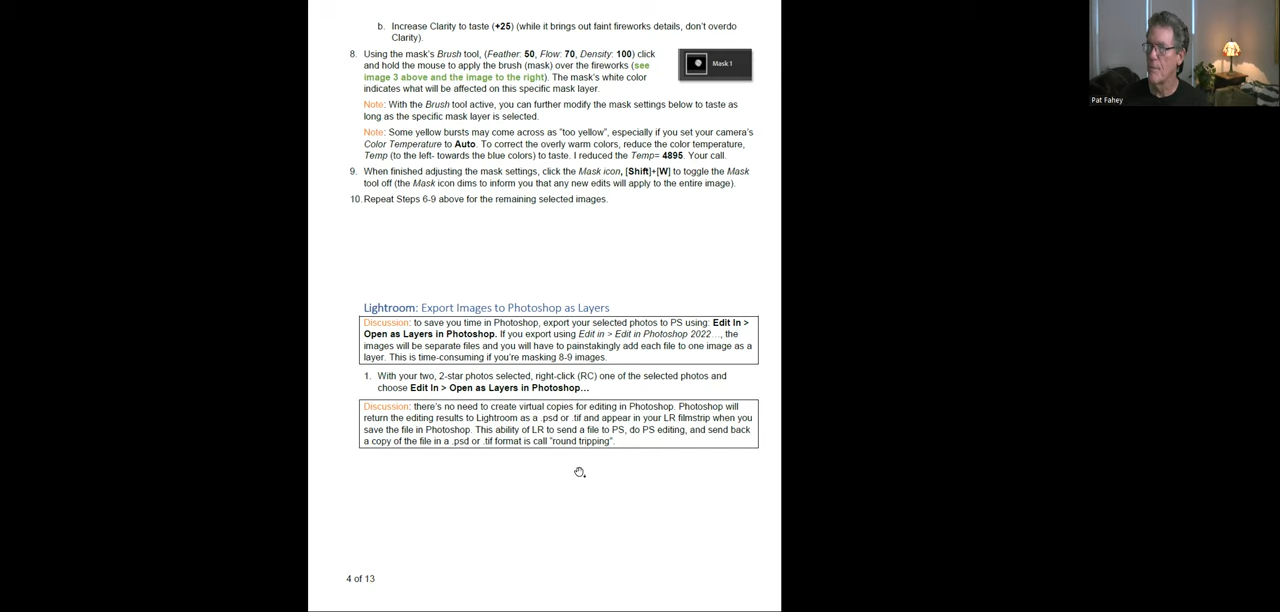 b. Increase Clarity to taste (+25) (while it brings out faint fireworks details, don't overdo
Clarity).
8. Using the mask's Brush tool, (Feather: 50, Flow: 70, Density: 100) click
and hold the mouse to apply the brush (mask) over the fireworks (see
image 3 above and the image to the right). The mask's white color
indicates what will be affected on this specific mask layer.
Mask 1
Note: With the Brush tool active, you can further modify the mask settings below to taste as
long as the specific mask layer is selected.
Note: Some yellow bursts may come across as "too yellow", especially if you set your camera's
Color Temperature to Auto. To correct the overly warm colors, reduce the color temperature,
Temp (to the left- towards the blue colors) to taste. I reduced the Temp= 4895. Your call.
9. When finished adjusting the mask settings, click the Mask icon, [Shift]+[W] to toggle the Mask
tool off (the Mask icon dims to inform you that any new edits will apply to the entire image).
10. Repeat Steps 6-9 above for the remaining selected images.
Lightroom: Export Images to Photoshop as Layers
Discussion: to save you time in Photoshop, export your selected photos to PS using: Edit In >
Open as Layers in Photoshop. If you export using Edit in > Edit in Photoshop 2022…, the
images will be separate files and you will have to painstakingly add each file to one image as a
layer. This is time-consuming if you're masking 8-9 images.
1. With your two, 2-star photos selected, right-click (RC) one of the selected photos and
choose Edit In > Open as Layers in Photoshop…
Discussion: there's no need to create virtual copies for editing in Photoshop. Photoshop will
return the editing results to Lightroom as a .psd or .tif and appear in your LR filmstrip when you
save the file in Photoshop. This ability of LR to send a file to PS, do PS editing, and send back
a copy of the file in a .psd or .tif format is call "round tripping".
4 of 13
Pat Fahey